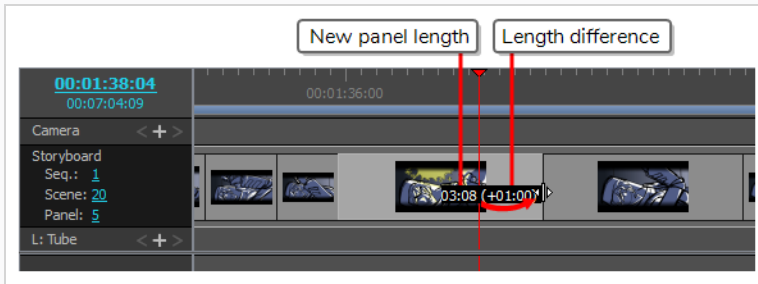 New panel length
Length difference
00:01:38:04
00:07:04:09
00:01:36:00
Camera < + >
Storyboard
Seq.: 1
Scene: 20
Panel: 5
03:08 (+01:00)
L: Tube < + >